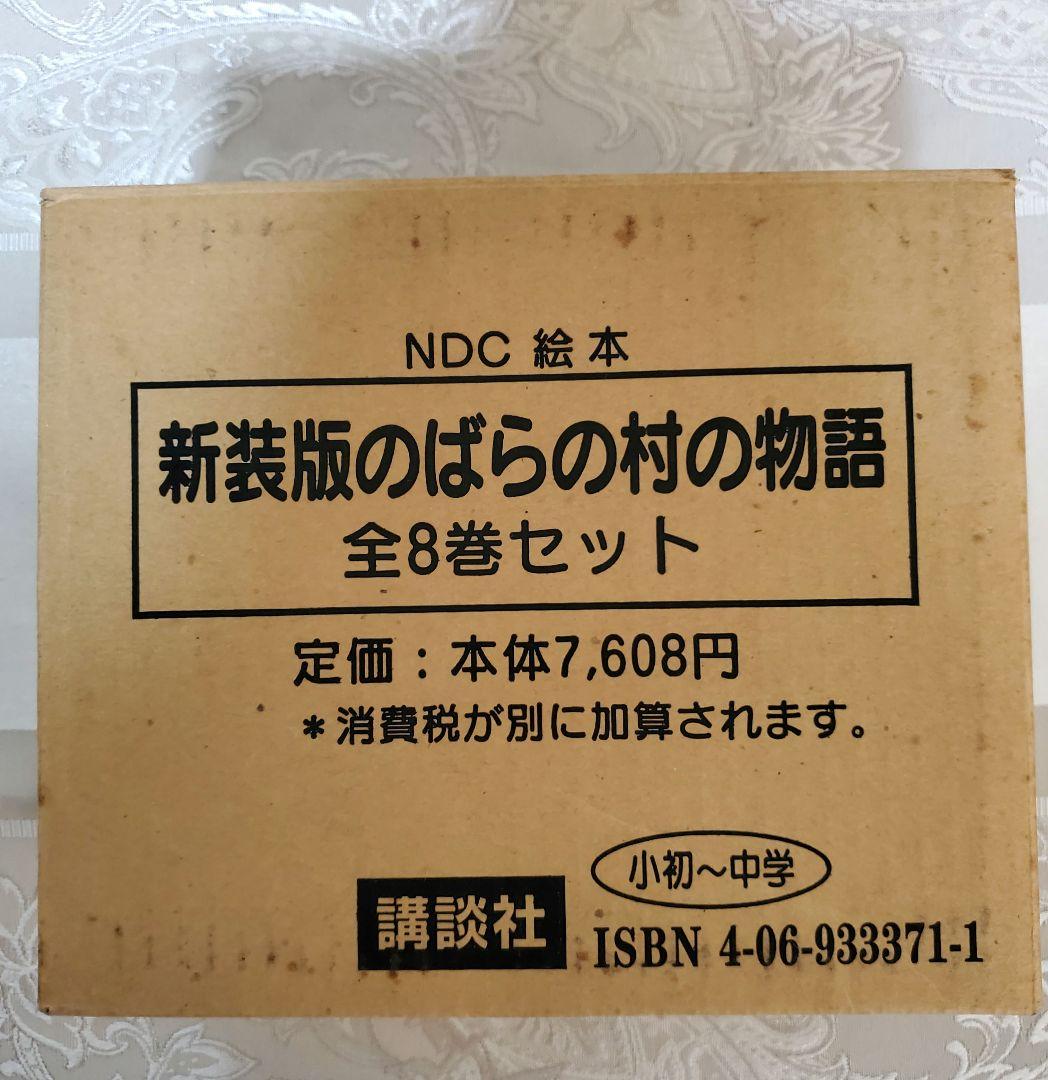 NDC 絵本
新装版のばらの村の物語
全8巻セット
定価：本体7,608円
＊消費税が別に加算されます。
小初～中学
講談社
ISBN 4-06-933371-1